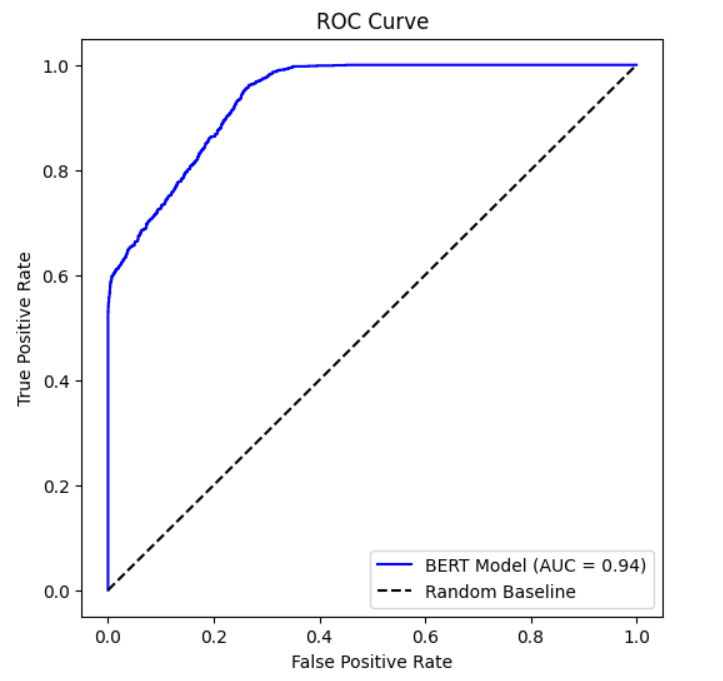 ROC Curve
True Positive Rate
1.0
0.8
0.6
0.4
0.2
0.0
0.0 0.2 0.4 0.6 0.8 1.0
False Positive Rate
BERT Model (AUC = 0.94)
Random Baseline